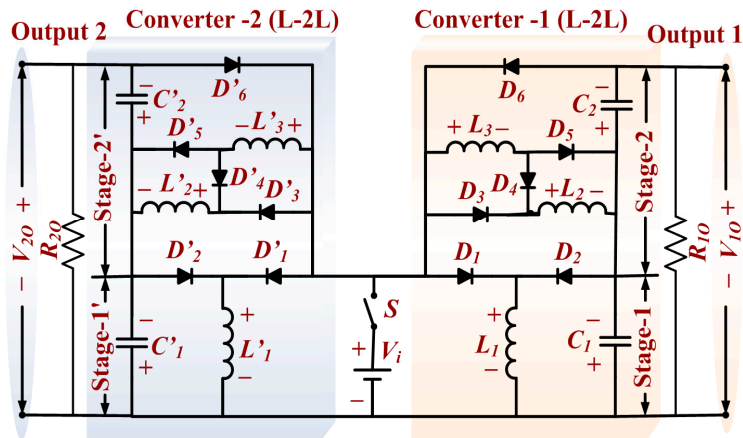 Output 2
Converter -2 (L-2L)
Converter -1 (L-2L)
Output 1
D'6
D6
C'2
C2
D'5
L'3
L3
D5
D'4
D4
L'2
D'3
D3
L2
D'2
D'1
D1
D2
Stage-2'
Stage-2
V2O
R2O
R1O
V1O
S
Vi
Stage-1'
Stage-1
C'1
L'1
L1
C1